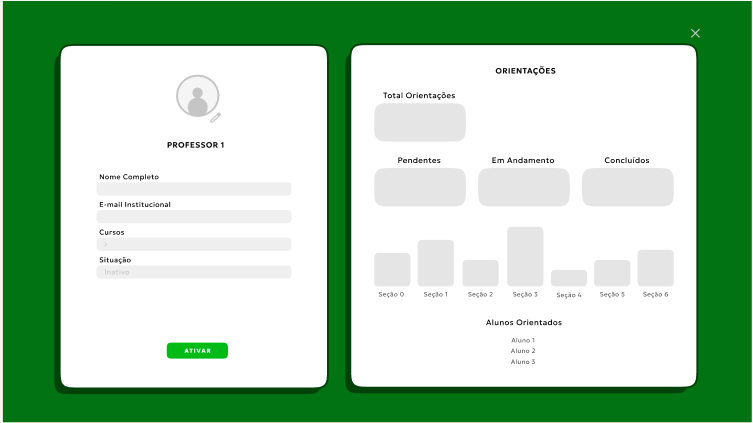 PROFESSOR 1
Nome Completo
E-mail Institucional
Cursos
Situação
Inativo
ATIVAR
ORIENTAÇÕES
Total Orientações
Pendentes Em Andamento Concluídos
Seção 0 Seção 1 Seção 2 Seção 3 Seção 4 Seção 5 Seção 6
Alunos Orientados
Aluno 1
Aluno 2
Aluno 3